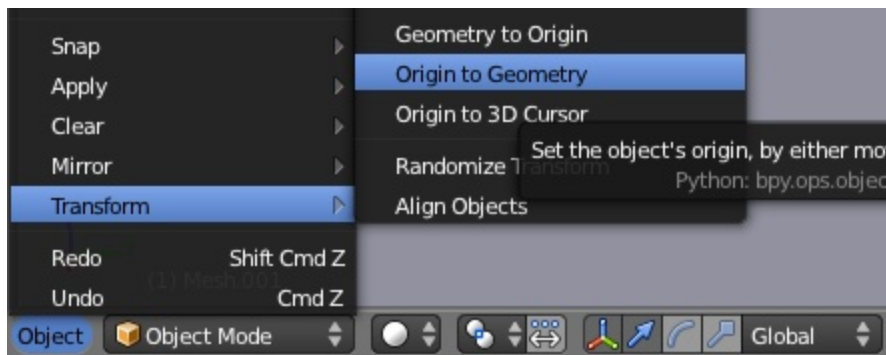 Snap
Apply
Clear
Mirror
Transform
Redo Shift Cmd Z
(1) Mesh.001
Undo Cmd Z
Geometry to Origin
Origin to Geometry
Origin to 3D Cursor
Randomize Transform
Align Objects
Set the object's origin, by either mo
Python: bpy.ops.objec
Object Object Mode Global